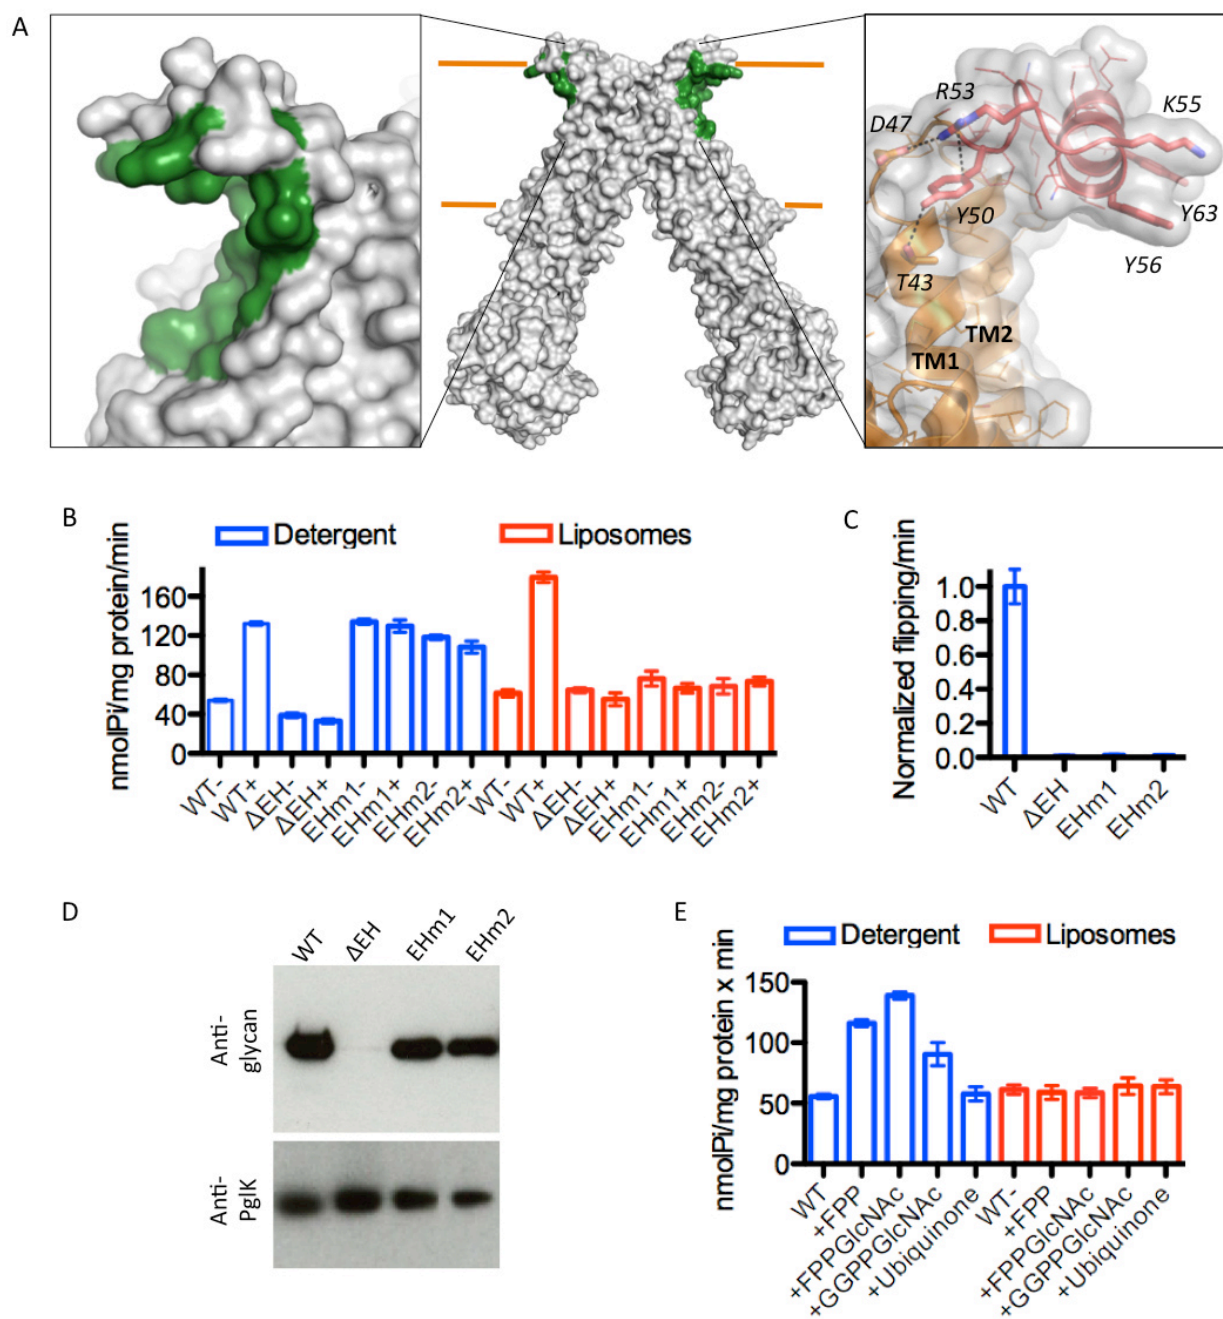 A
R53
D47
K55
Y50
Y63
Y56
T43
TM2
TM1
B
Detergent
Liposomes
nmolPi/mg protein/min
160
120
80
40
0
WT-
WT+
ΔEH-
ΔEH+
EHm1-
EHm1+
EHm2-
EHm2+
WT-
WT+
ΔEH-
ΔEH+
EHm1-
EHm1+
EHm2-
EHm2+
C
Normalized flipping/min
1.0
0.8
0.6
0.4
0.2
0.0
WT
ΔEH
EHm1
EHm2
D
WT
ΔEH
EHm1
EHm2
Anti-
glycan
Anti-
PglK
E
Detergent
Liposomes
nmolPi/mg protein x min
150
100
50
0
WT
+FPP
+FPPGlcNAc
+GGPPGlcNAc
+Ubiquinone
WT-
+FPP
+FPPGlcNAc
+GGPPGlcNAc
+Ubiquinone